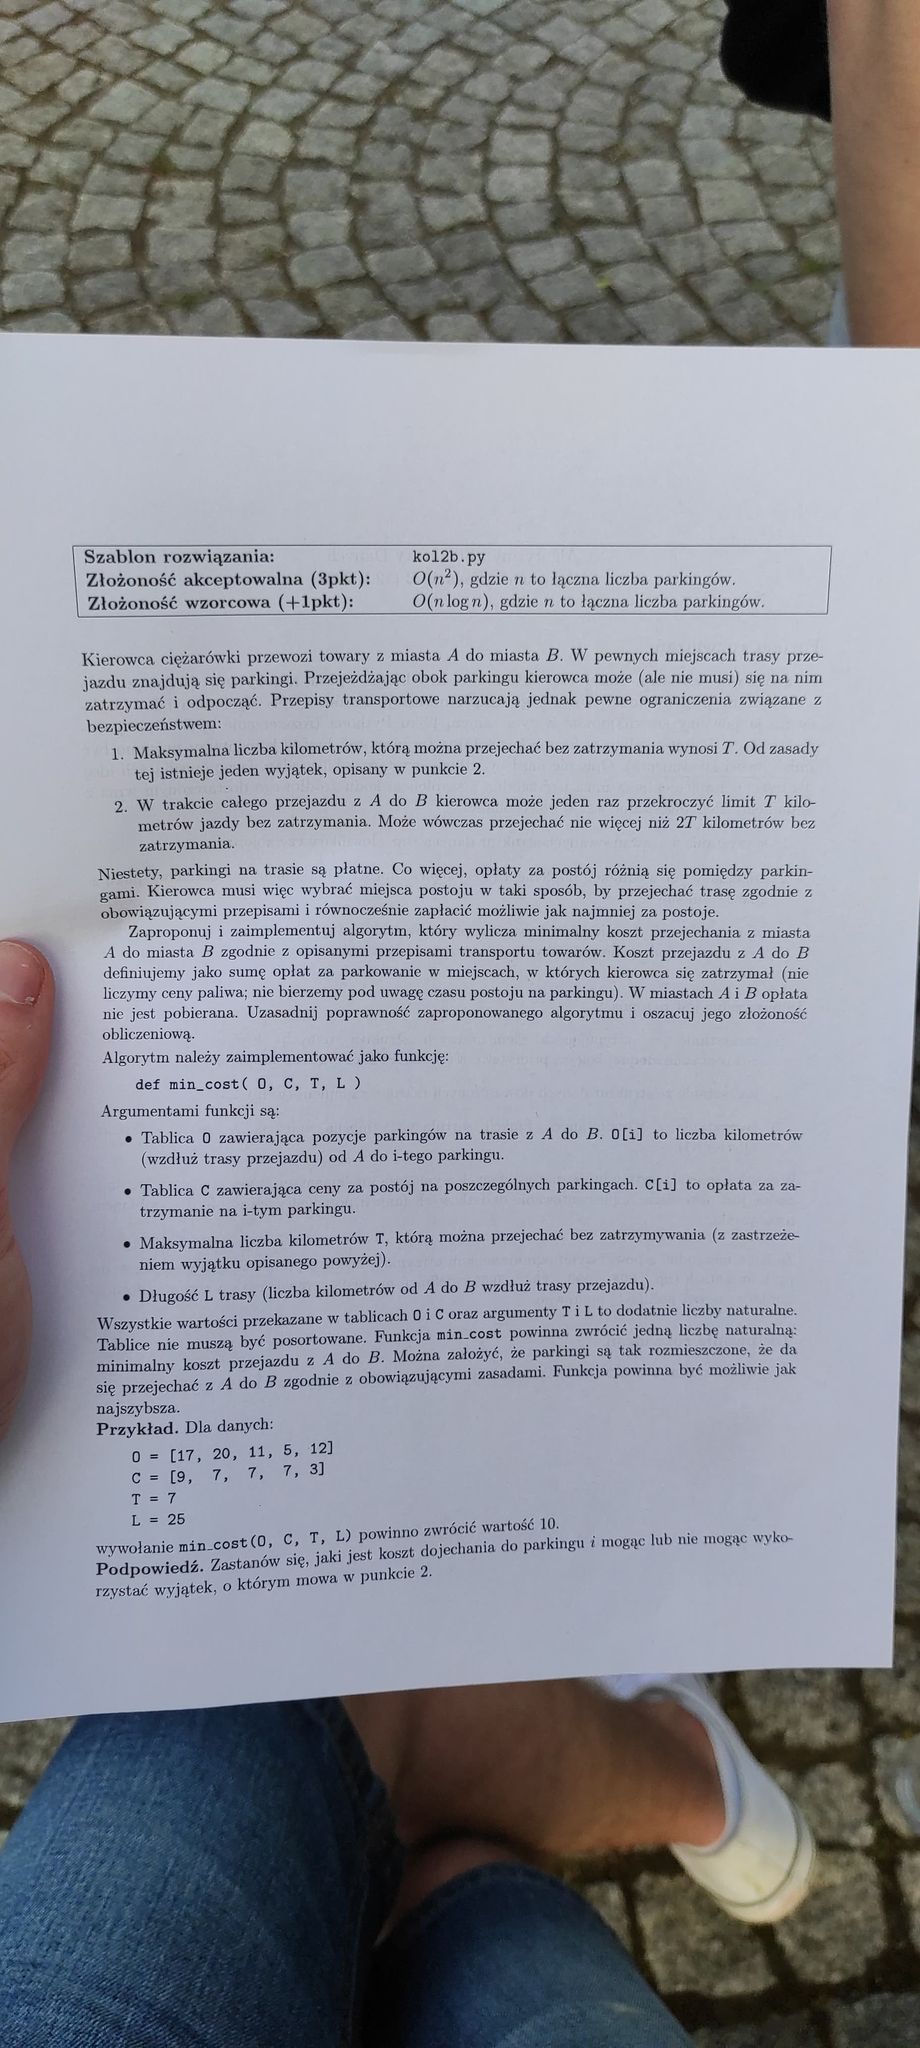 Szablon rozwiązania: kol2b.py
Złożoność akceptowalna (3pkt): O(n²), gdzie n to łączna liczba parkingów.
Złożoność wzorcowa (+1pkt): O(n log n), gdzie n to łączna liczba parkingów.
Kierowca ciężarówki przewozi towary z miasta A do miasta B. W pewnych miejscach trasy prze-
jazdu znajdują się parkingi. Przejeżdżając obok parkingu kierowca może (ale nie musi) się na nim
zatrzymać i odpocząć. Przepisy transportowe narzucają jednak pewne ograniczenia związane z
bezpieczeństwem:
1. Maksymalna liczba kilometrów, którą można przejechać bez zatrzymania wynosi T. Od zasady
tej istnieje jeden wyjątek, opisany w punkcie 2.
2. W trakcie całego przejazdu z A do B kierowca może jeden raz przekroczyć limit T kilo-
metrów jazdy bez zatrzymania. Może wówczas przejechać nie więcej niż 2T kilometrów bez
zatrzymania.
Niestety, parkingi na trasie są płatne. Co więcej, opłaty za postój różnią się pomiędzy parkin-
gami. Kierowca musi więc wybrać miejsca postoju w taki sposób, by przejechać trasę zgodnie z
obowiązującymi przepisami i równocześnie zapłacić możliwie jak najmniej za postoje.
Zaproponuj i zaimplementuj algorytm, który wylicza minimalny koszt przejechania z miasta
A do miasta B zgodnie z opisanymi przepisami transportu towarów. Koszt przejazdu z A do B
definiujemy jako sumę opłat za parkowanie w miejscach, w których kierowca się zatrzymał (nie
liczymy ceny paliwa; nie bierzemy pod uwagę czasu postoju na parkingu). W miastach A i B opłata
nie jest pobierana. Uzasadnij poprawność zaproponowanego algorytmu i oszacuj jego złożoność
obliczeniową.
Algorytm należy zaimplementować jako funkcję:
def min_cost( O, C, T, L )
Argumentami funkcji są:
• Tablica O zawierająca pozycje parkingów na trasie z A do B. O[i] to liczba kilometrów
(wzdłuż trasy przejazdu) od A do i-tego parkingu.
• Tablica C zawierająca ceny za postój na poszczególnych parkingach. C[i] to opłata za za-
trzymanie na i-tym parkingu.
• Maksymalna liczba kilometrów T, którą można przejechać bez zatrzymywania (z zastrzeże-
niem wyjątku opisanego powyżej).
• Długość L trasy (liczba kilometrów od A do B wzdłuż trasy przejazdu).
Wszystkie wartości przekazane w tablicach O i C oraz argumenty T i L to dodatnie liczby naturalne.
Tablice nie muszą być posortowane. Funkcja min_cost powinna zwrócić jedną liczbę naturalną:
minimalny koszt przejazdu z A do B. Można założyć, że parkingi są tak rozmieszczone, że da
się przejechać z A do B zgodnie z obowiązującymi zasadami. Funkcja powinna być możliwie jak
najszybsza.
Przykład. Dla danych:
O = [17, 20, 11, 5, 12]
C = [9, 7, 7, 7, 3]
T = 7
L = 25
wywołanie min_cost(O, C, T, L) powinno zwrócić wartość 10.
Podpowiedź. Zastanów się, jaki jest koszt dojechania do parkingu i mogąc lub nie mogąc wyko-
rzystać wyjątek, o którym mowa w punkcie 2.